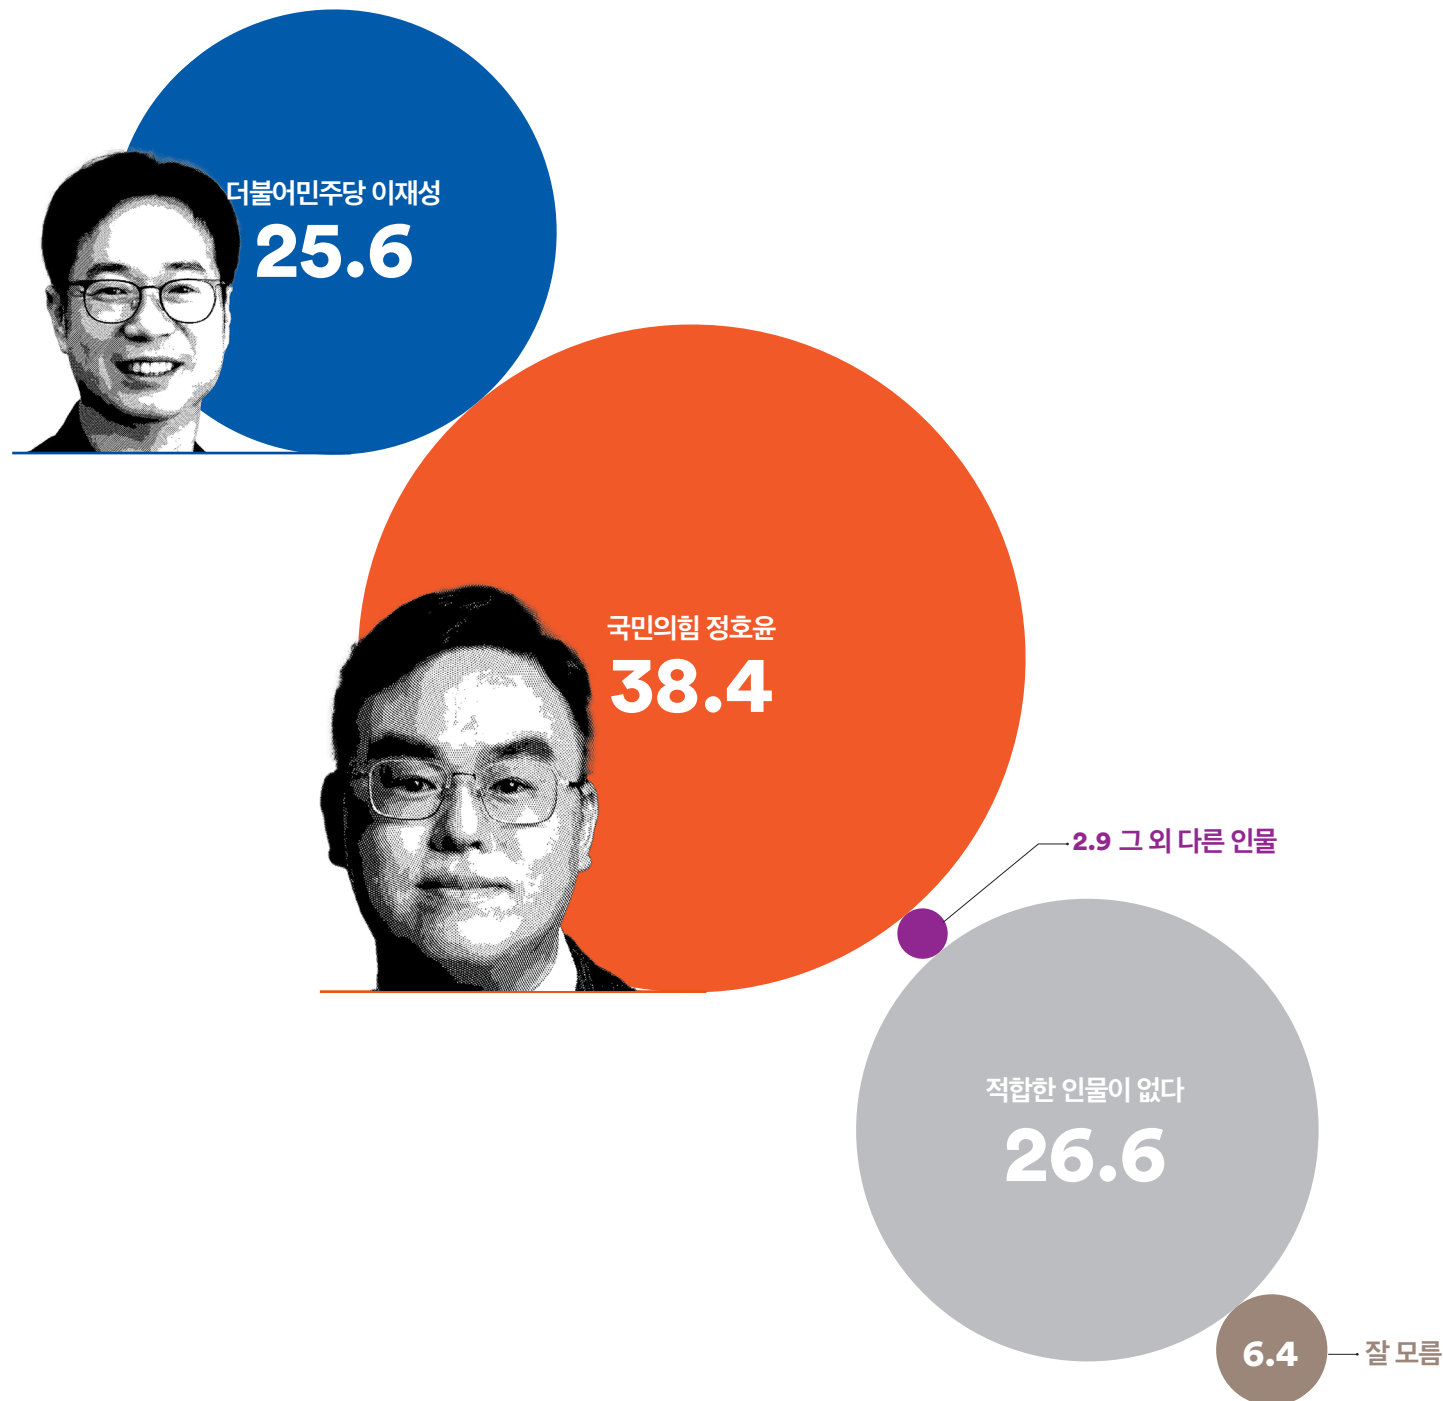 더불어민주당 이재성
25.6
국민의힘 정호윤
38.4
2.9 그 외 다른 인물
적합한 인물이 없다
26.6
6.4 잘 모름